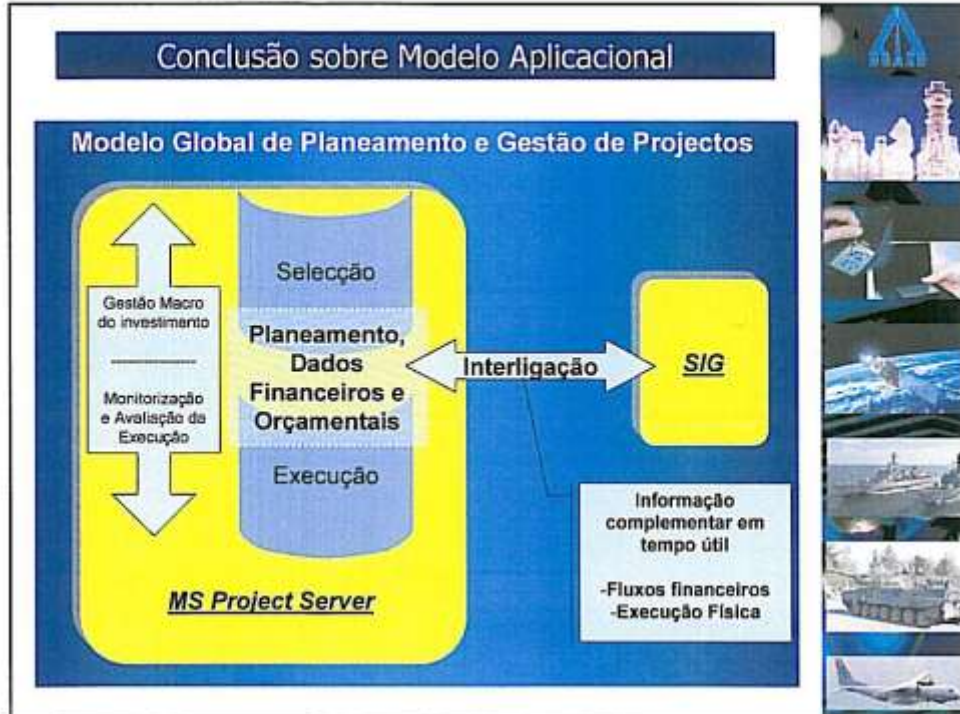 Conclusão sobre Modelo Aplicacional
Modelo Global de Planeamento e Gestão de Projectos
Gestão Macro
do investimento
Monitorização
e Avaliação da
Execução
Selecção
Planeamento,
Dados
Financeiros e
Orçamentais
Execução
MS Project Server
Interligação
SIG
Informação
complementar em
tempo útil
-Fluxos financeiros
-Execução Física